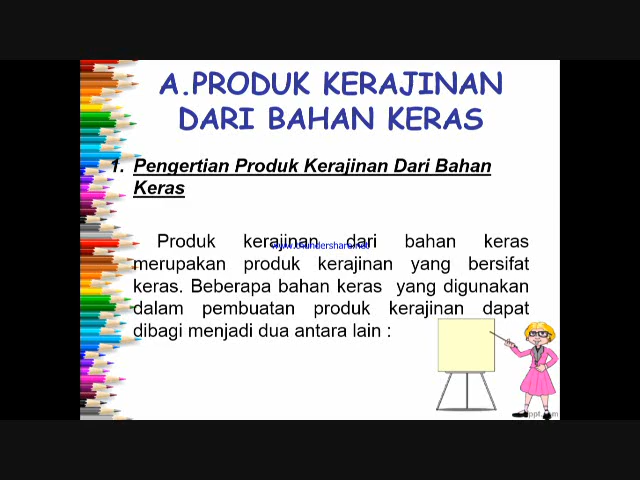 A.PRODUK KERAJINAN
DARI BAHAN KERAS
1. Pengertian Produk Kerajinan Dari Bahan
Keras
Produk kerajinan dari bahan keras
merupakan produk kerajinan yang bersifat
keras. Beberapa bahan keras yang digunakan
dalam pembuatan produk kerajinan dapat
dibagi menjadi dua antara lain :